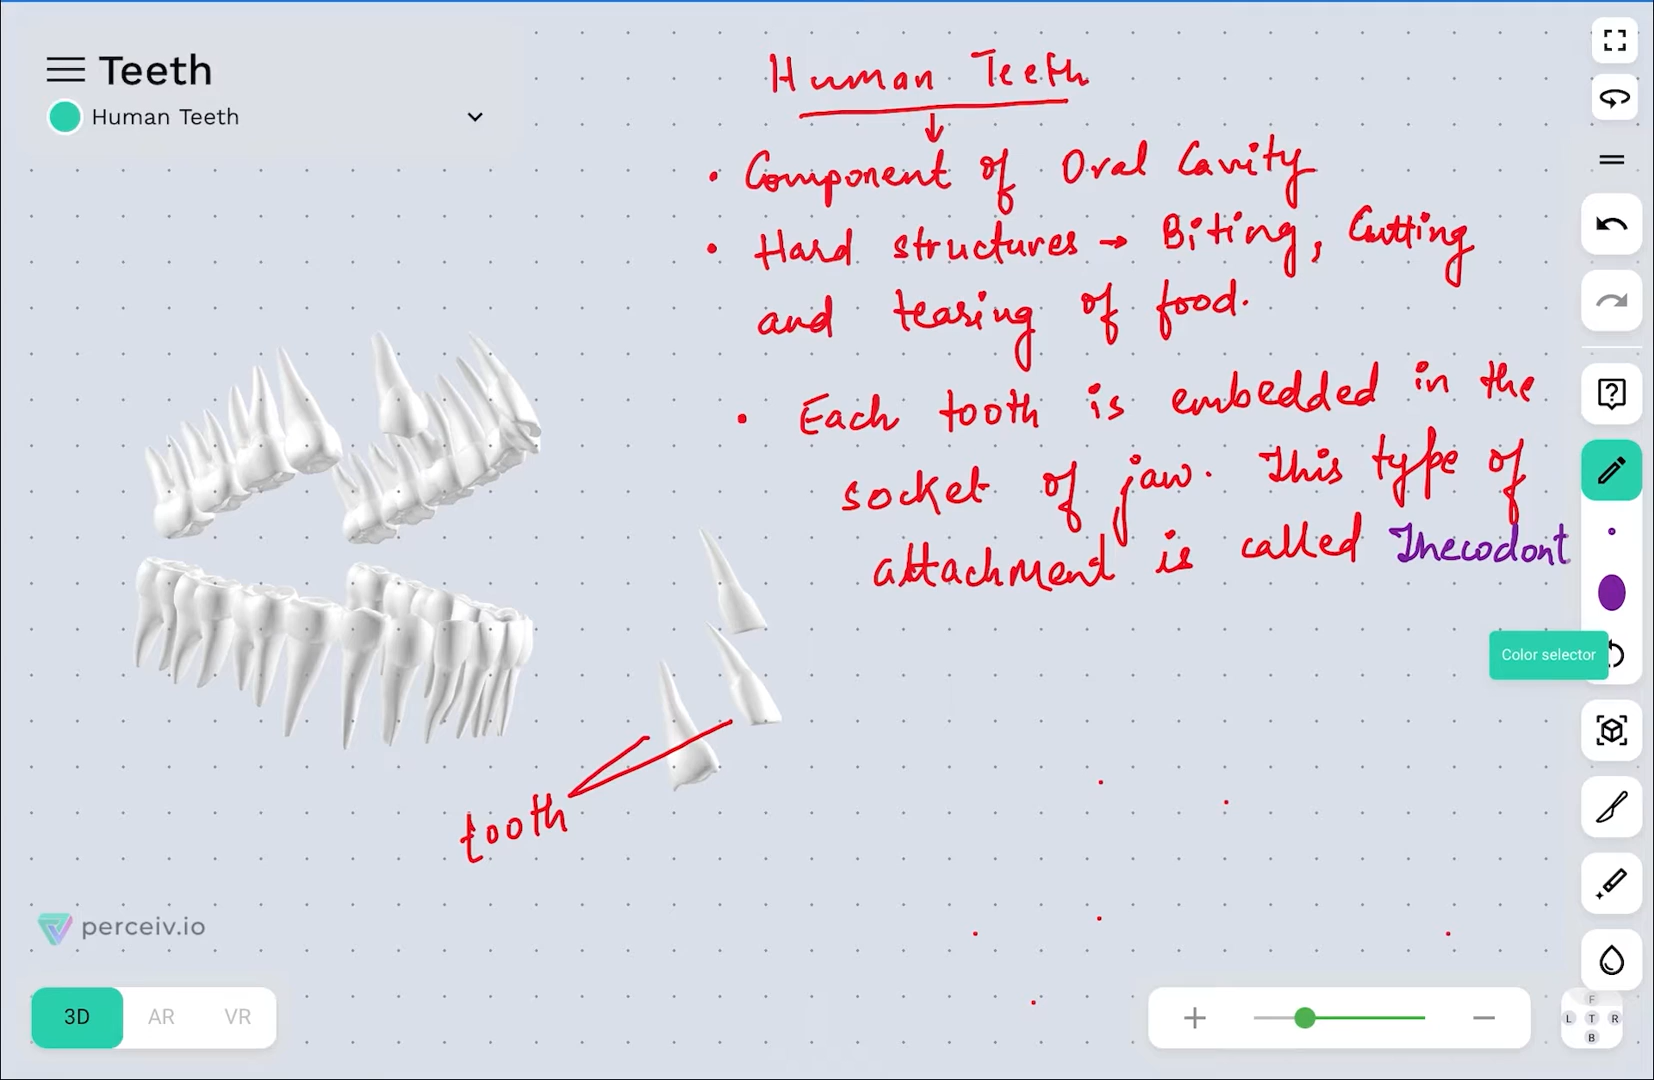 Teeth
Human Teeth
Human Teeth
• Component of Oral Cavity
• Hard structures → Biting, Cutting
and tearing of food.
• Each tooth is embedded in the
socket of jaw. This type of
attachment is called Thecodont
Color selector
tooth
perceiv.io
3D AR VR
F
L T R
B